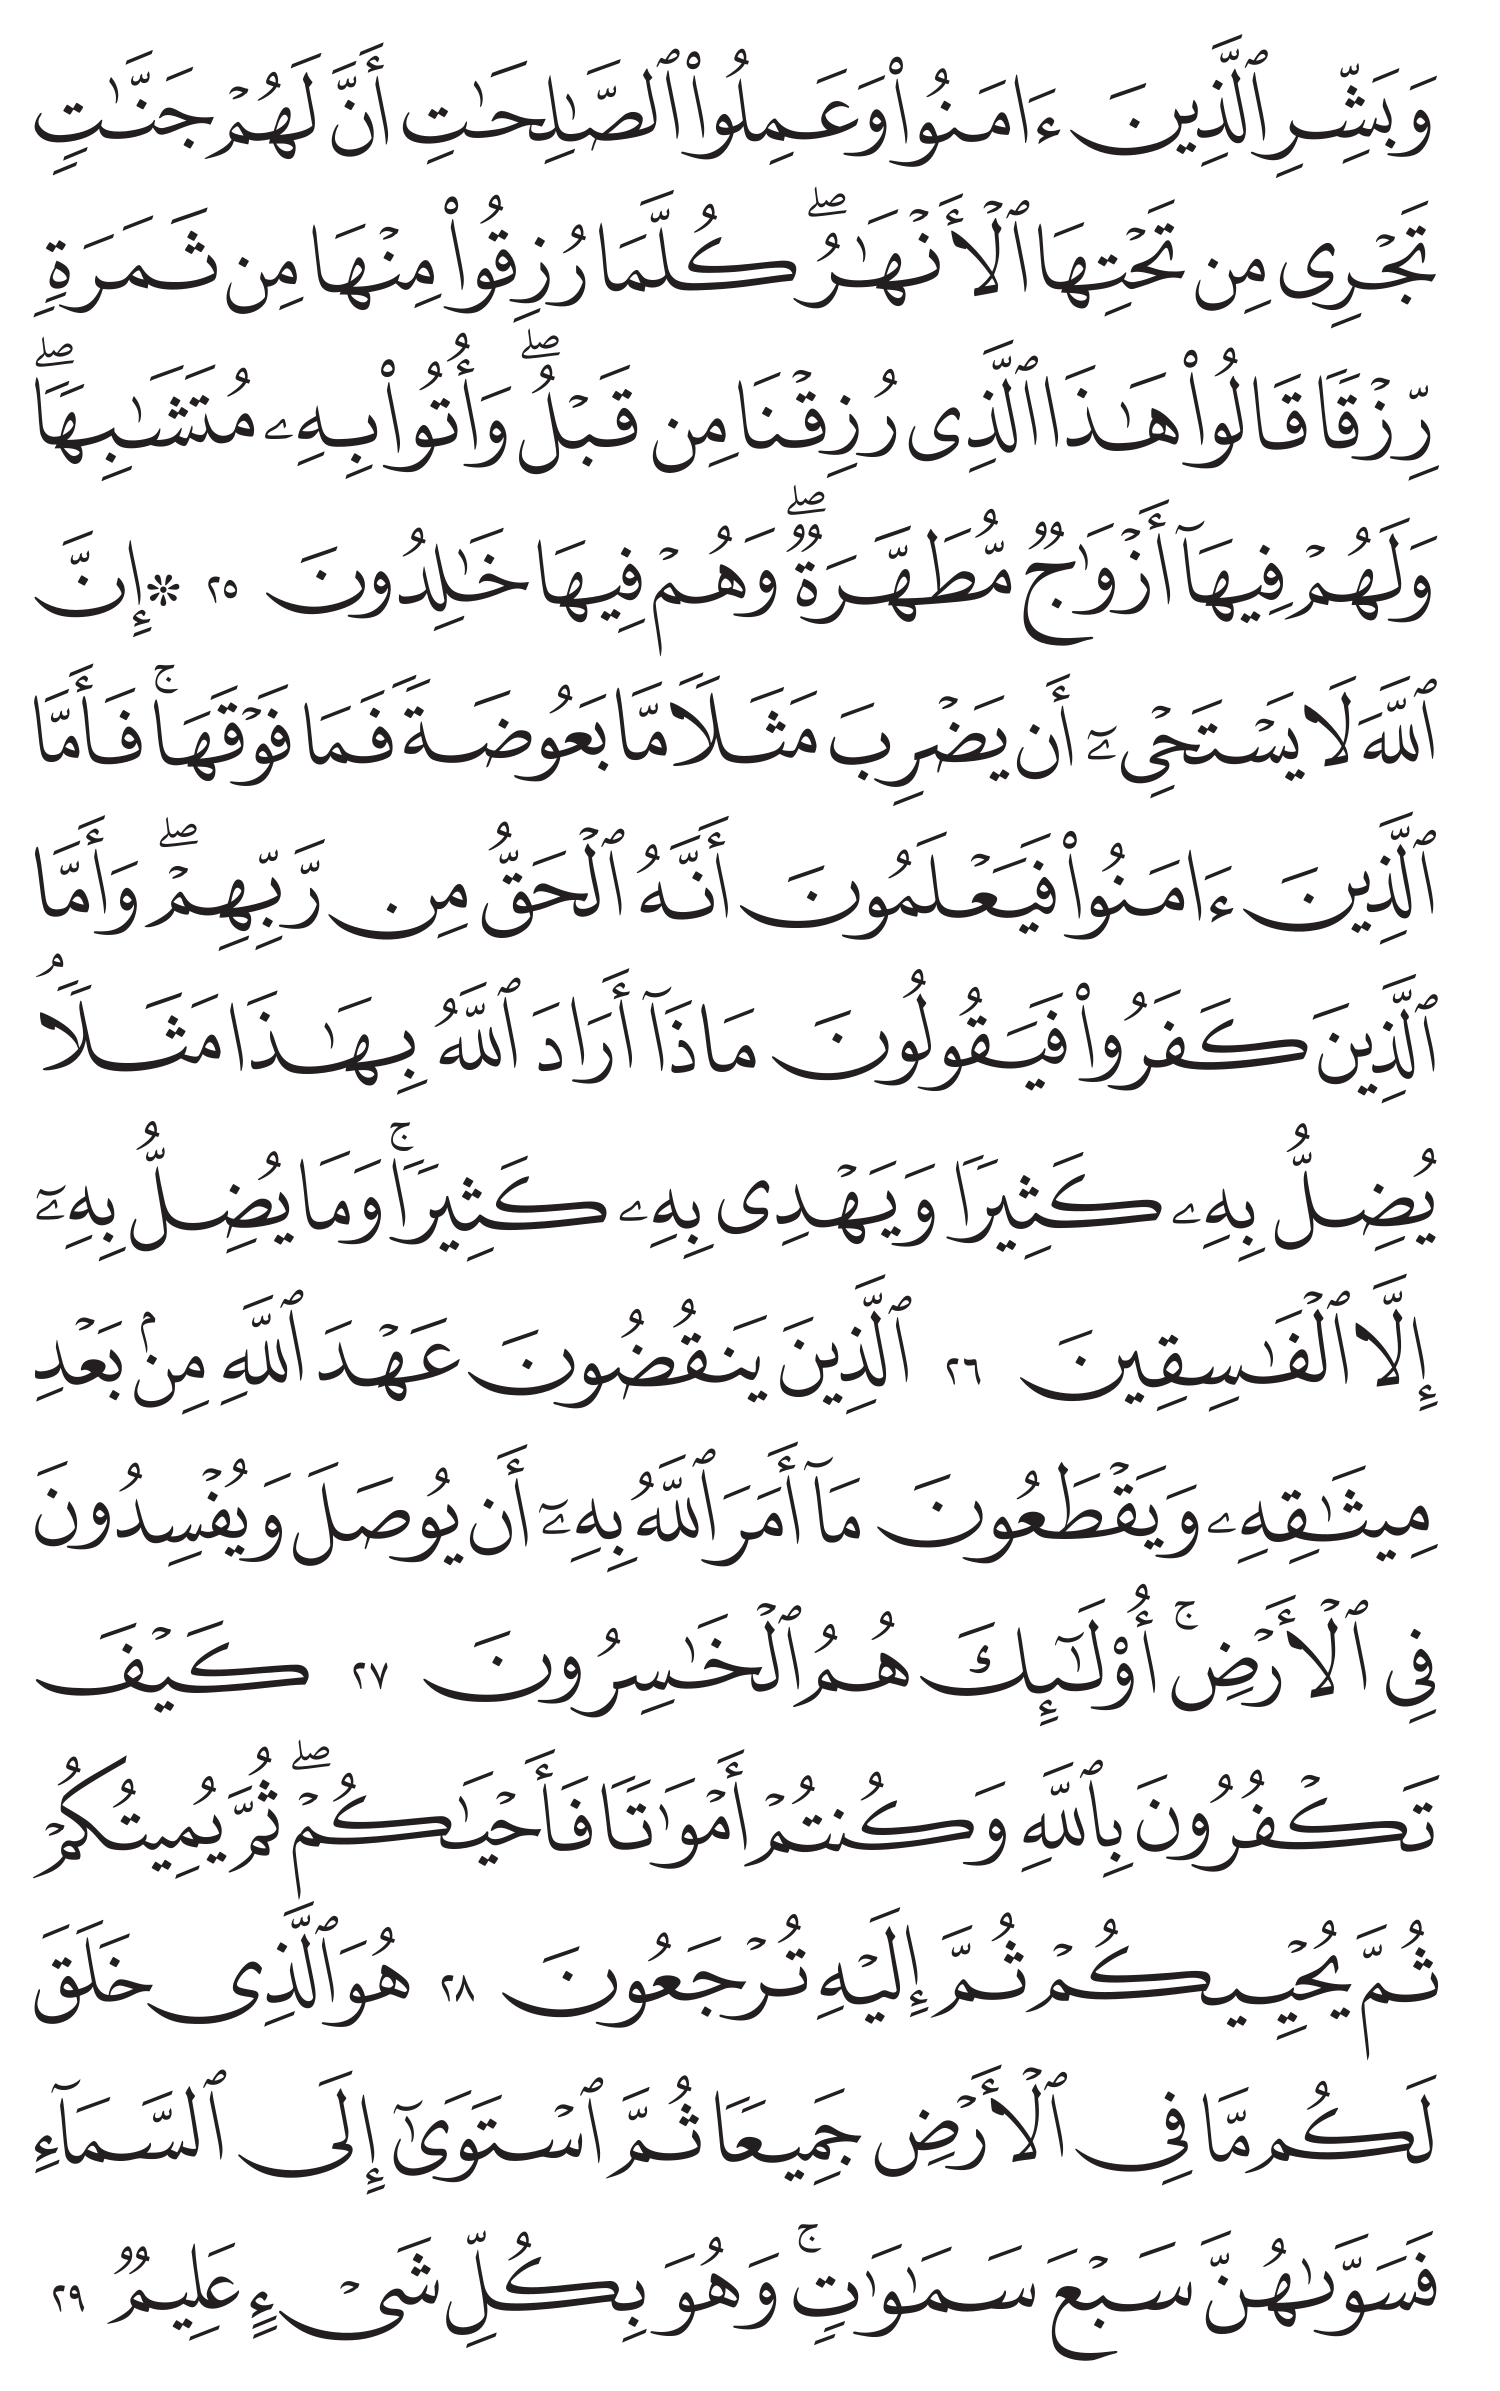 وَبَشِّرِ ٱلَّذِينَ ءَامَنُوا۟ وَعَمِلُوا۟ ٱلصَّـٰلِحَـٰتِ أَنَّ لَهُمْ جَنَّـٰتٍ
تَجْرِى مِن تَحْتِهَا ٱلْأَنْهَـٰرُ ۖ كُلَّمَا رُزِقُوا۟ مِنْهَا مِن ثَمَرَةٍ
رِّزْقًا قَالُوا۟ هَـٰذَا ٱلَّذِى رُزِقْنَا مِن قَبْلُ ۖ وَأُتُوا۟ بِهِۦ مُتَشَـٰبِهًا ۖ
وَلَهُمْ فِيهَآ أَزْوَٰجٌ مُّطَهَّرَةٌ ۖ وَهُمْ فِيهَا خَـٰلِدُونَ ٢٥ ۞ إِنَّ
ٱللَّهَ لَا يَسْتَحْىِۦٓ أَن يَضْرِبَ مَثَلًا مَّا بَعُوضَةً فَمَا فَوْقَهَا ۚ فَأَمَّا
ٱلَّذِينَ ءَامَنُوا۟ فَيَعْلَمُونَ أَنَّهُ ٱلْحَقُّ مِن رَّبِّهِمْ ۖ وَأَمَّا
ٱلَّذِينَ كَفَرُوا۟ فَيَقُولُونَ مَاذَآ أَرَادَ ٱللَّهُ بِهَـٰذَا مَثَلًا ۘ
يُضِلُّ بِهِۦ كَثِيرًا وَيَهْدِى بِهِۦ كَثِيرًا ۚ وَمَا يُضِلُّ بِهِۦٓ
إِلَّا ٱلْفَـٰسِقِينَ ٢٦ ٱلَّذِينَ يَنقُضُونَ عَهْدَ ٱللَّهِ مِنۢ بَعْدِ
مِيثَـٰقِهِۦ وَيَقْطَعُونَ مَآ أَمَرَ ٱللَّهُ بِهِۦٓ أَن يُوصَلَ وَيُفْسِدُونَ
فِى ٱلْأَرْضِ ۚ أُو۟لَـٰٓئِكَ هُمُ ٱلْخَـٰسِرُونَ ٢٧ كَيْفَ
تَكْفُرُونَ بِٱللَّهِ وَكُنتُمْ أَمْوَٰتًا فَأَحْيَـٰكُمْ ۖ ثُمَّ يُمِيتُكُمْ
ثُمَّ يُحْيِيكُمْ ثُمَّ إِلَيْهِ تُرْجَعُونَ ٢٨ هُوَ ٱلَّذِى خَلَقَ
لَكُم مَّا فِى ٱلْأَرْضِ جَمِيعًا ثُمَّ ٱسْتَوَىٰٓ إِلَى ٱلسَّمَآءِ
فَسَوَّىٰهُنَّ سَبْعَ سَمَـٰوَٰتٍ ۚ وَهُوَ بِكُلِّ شَىْءٍ عَلِيمٌ ٢٩